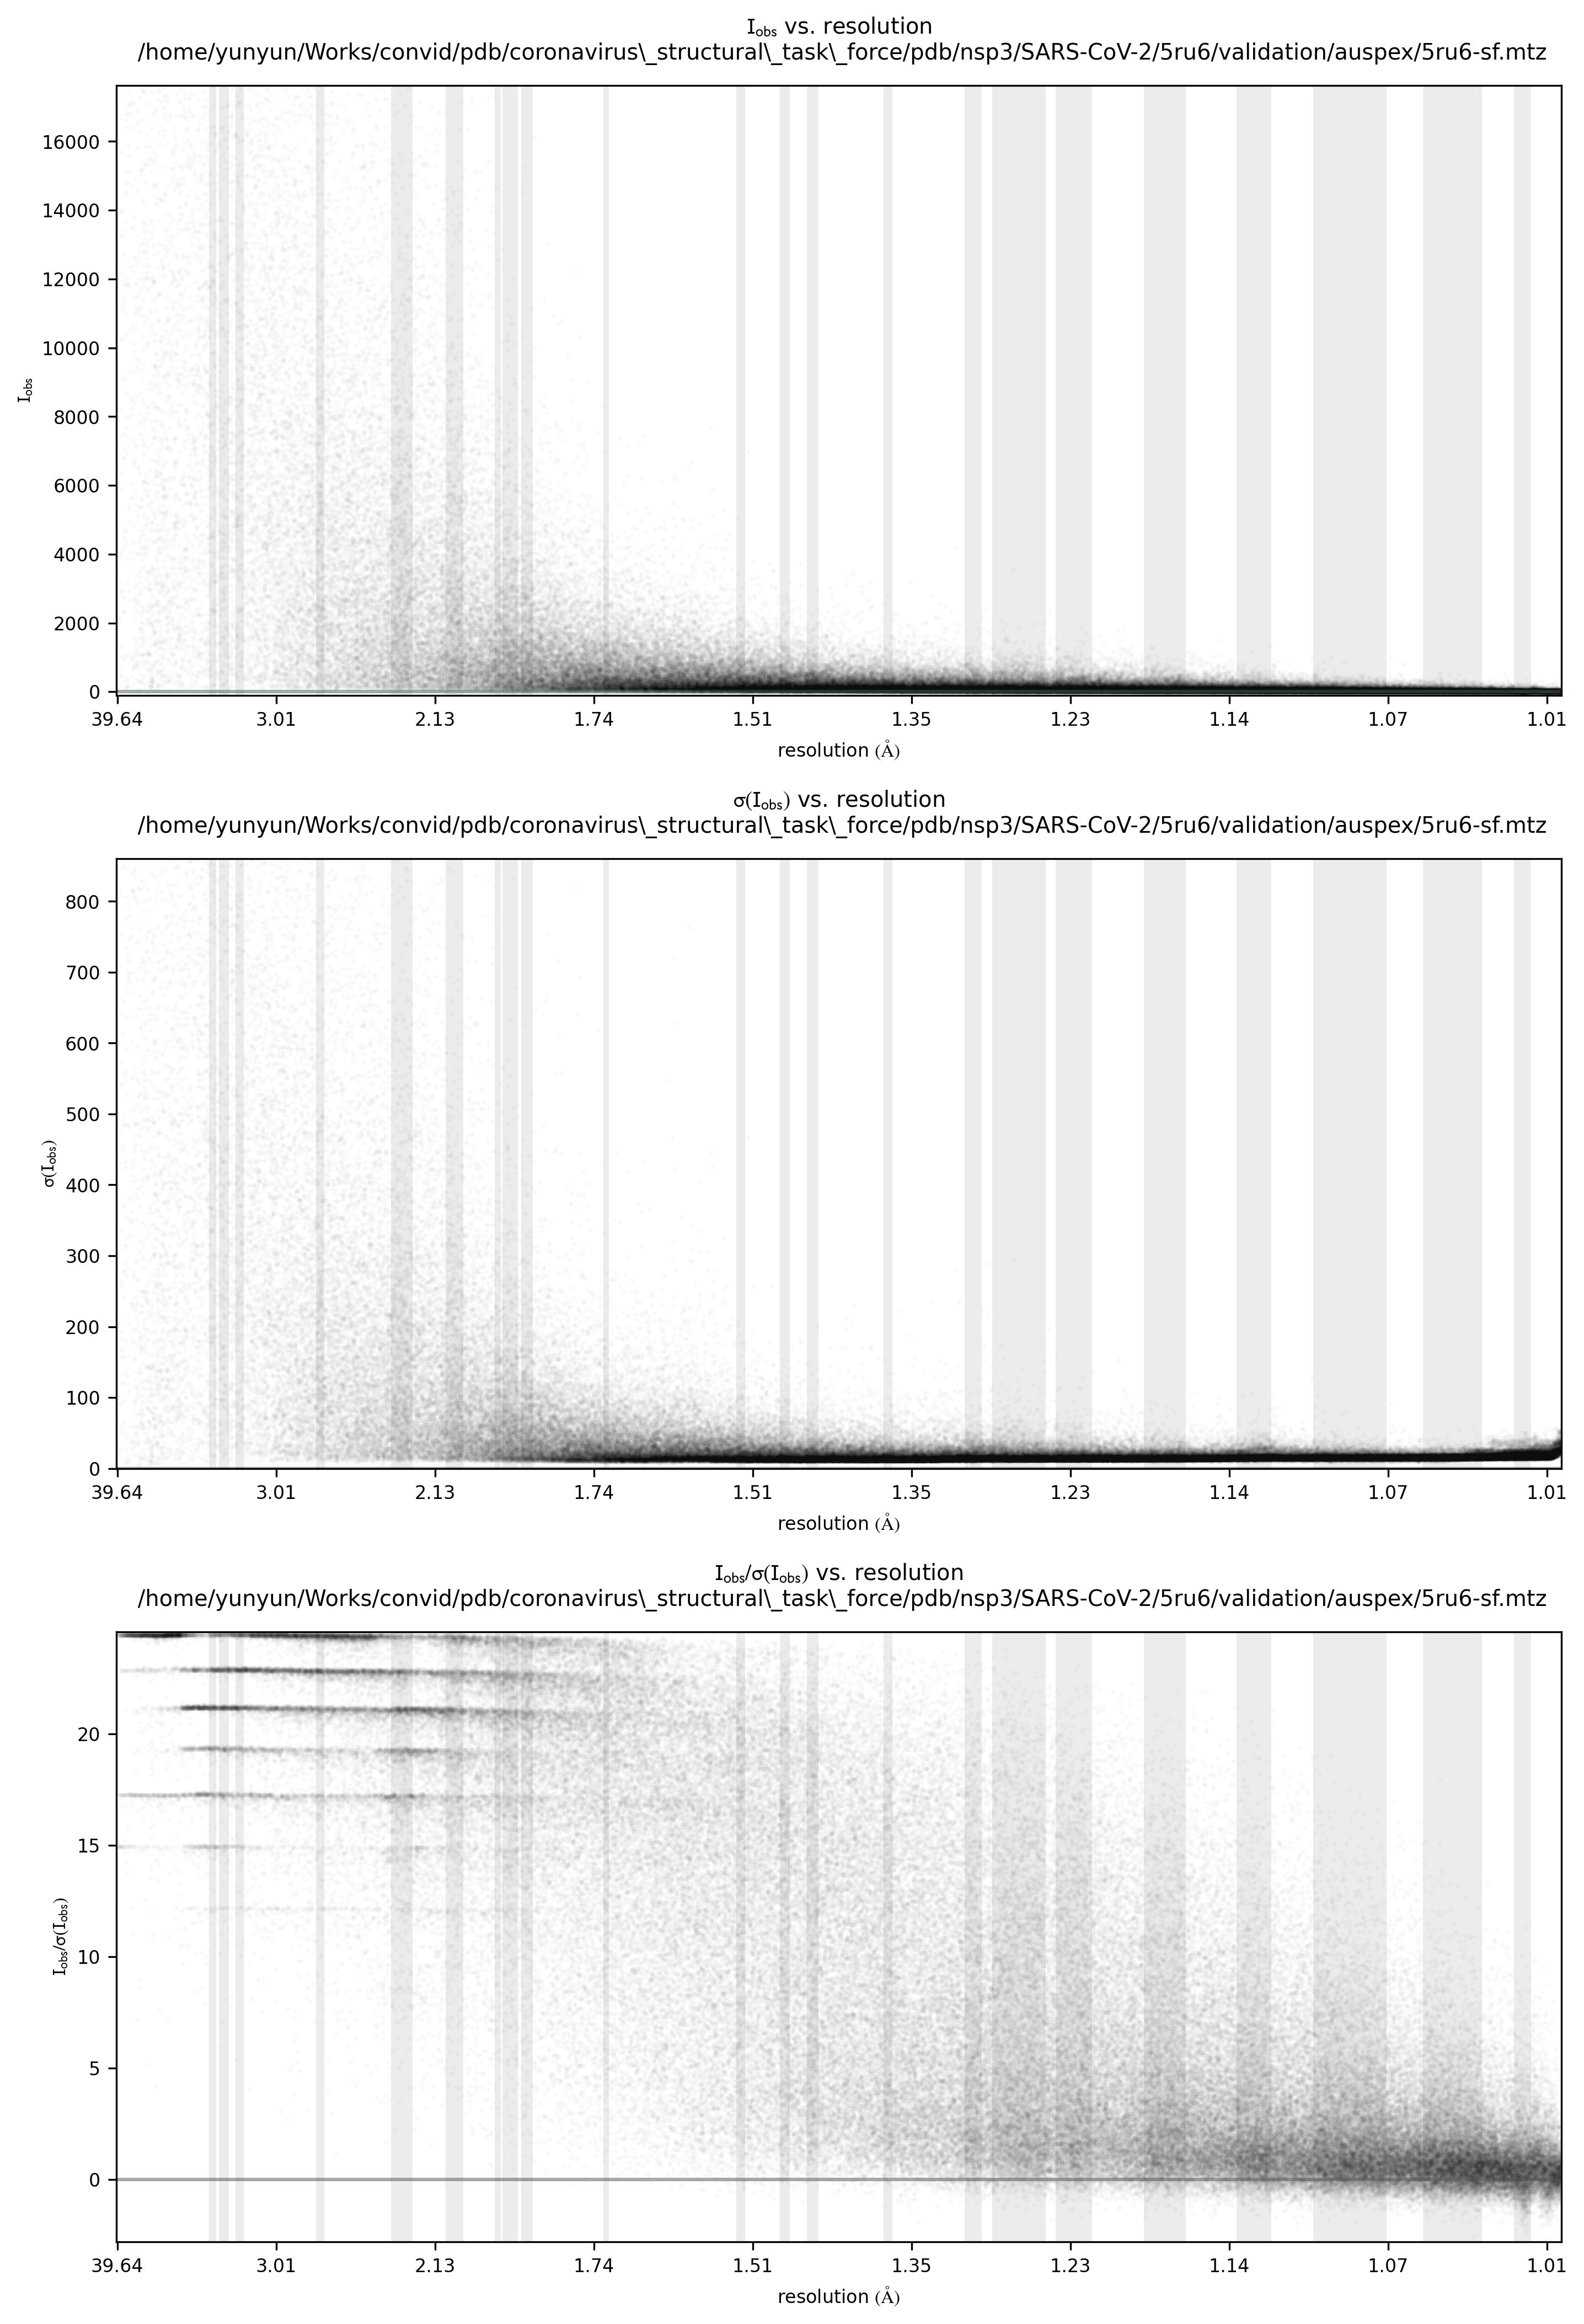 I_obs vs. resolution
/home/yunyun/Works/convid/pdb/coronavirus\_structural\_task\_force/pdb/nsp3/SARS-CoV-2/5ru6/validation/auspex/5ru6-sf.mtz
16000
14000
12000
10000
8000
6000
4000
2000
0
I_obs
39.64 3.01 2.13 1.74 1.51 1.35 1.23 1.14 1.07 1.01
resolution (Å)
σ(I_obs) vs. resolution
/home/yunyun/Works/convid/pdb/coronavirus\_structural\_task\_force/pdb/nsp3/SARS-CoV-2/5ru6/validation/auspex/5ru6-sf.mtz
800
700
600
500
400
300
200
100
0
σ(I_obs)
39.64 3.01 2.13 1.74 1.51 1.35 1.23 1.14 1.07 1.01
resolution (Å)
I_obs/σ(I_obs) vs. resolution
/home/yunyun/Works/convid/pdb/coronavirus\_structural\_task\_force/pdb/nsp3/SARS-CoV-2/5ru6/validation/auspex/5ru6-sf.mtz
20
15
10
5
0
I_obs/σ(I_obs)
39.64 3.01 2.13 1.74 1.51 1.35 1.23 1.14 1.07 1.01
resolution (Å)